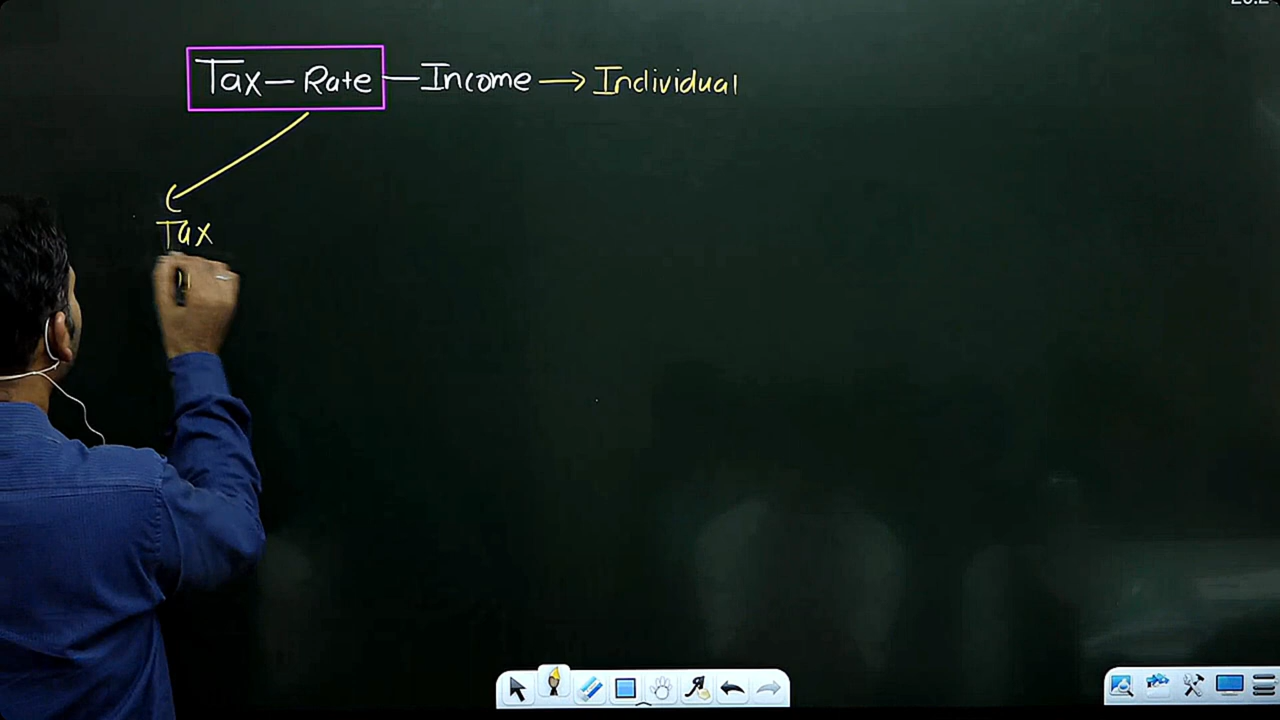 Tax — Rate — Income → Individual
Tax